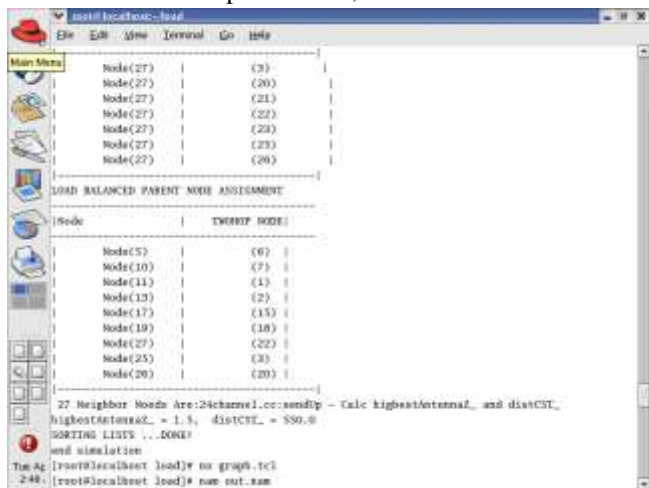 root@localhost:~load
File Edit View Terminal Go Help
Main Menu
| Node(27) | (3) |
| Node(27) | (20) |
| Node(27) | (21) |
| Node(27) | (22) |
| Node(27) | (23) |
| Node(27) | (25) |
| Node(27) | (26) |
LOAD BALANCED PARENT NODE ASSIGNMENT
|Node | TWOHOP NODE|
| Node(5) | (6) |
| Node(10) | (7) |
| Node(11) | (1) |
| Node(13) | (2) |
| Node(17) | (15) |
| Node(19) | (18) |
| Node(27) | (22) |
| Node(25) | (3) |
| Node(26) | (20) |
27 Neighbor Noeds Are:24channel.cc:sendUp - Calc highestAntennaZ_ and distCST_
highestAntennaZ_ = 1.5, distCST_ = 550.0
SORTING LISTS ...DONE!
end simulation
[root@localhost load]# ns graph.tcl
[root@localhost load]# nam out.nam
Tue Ag
2:48